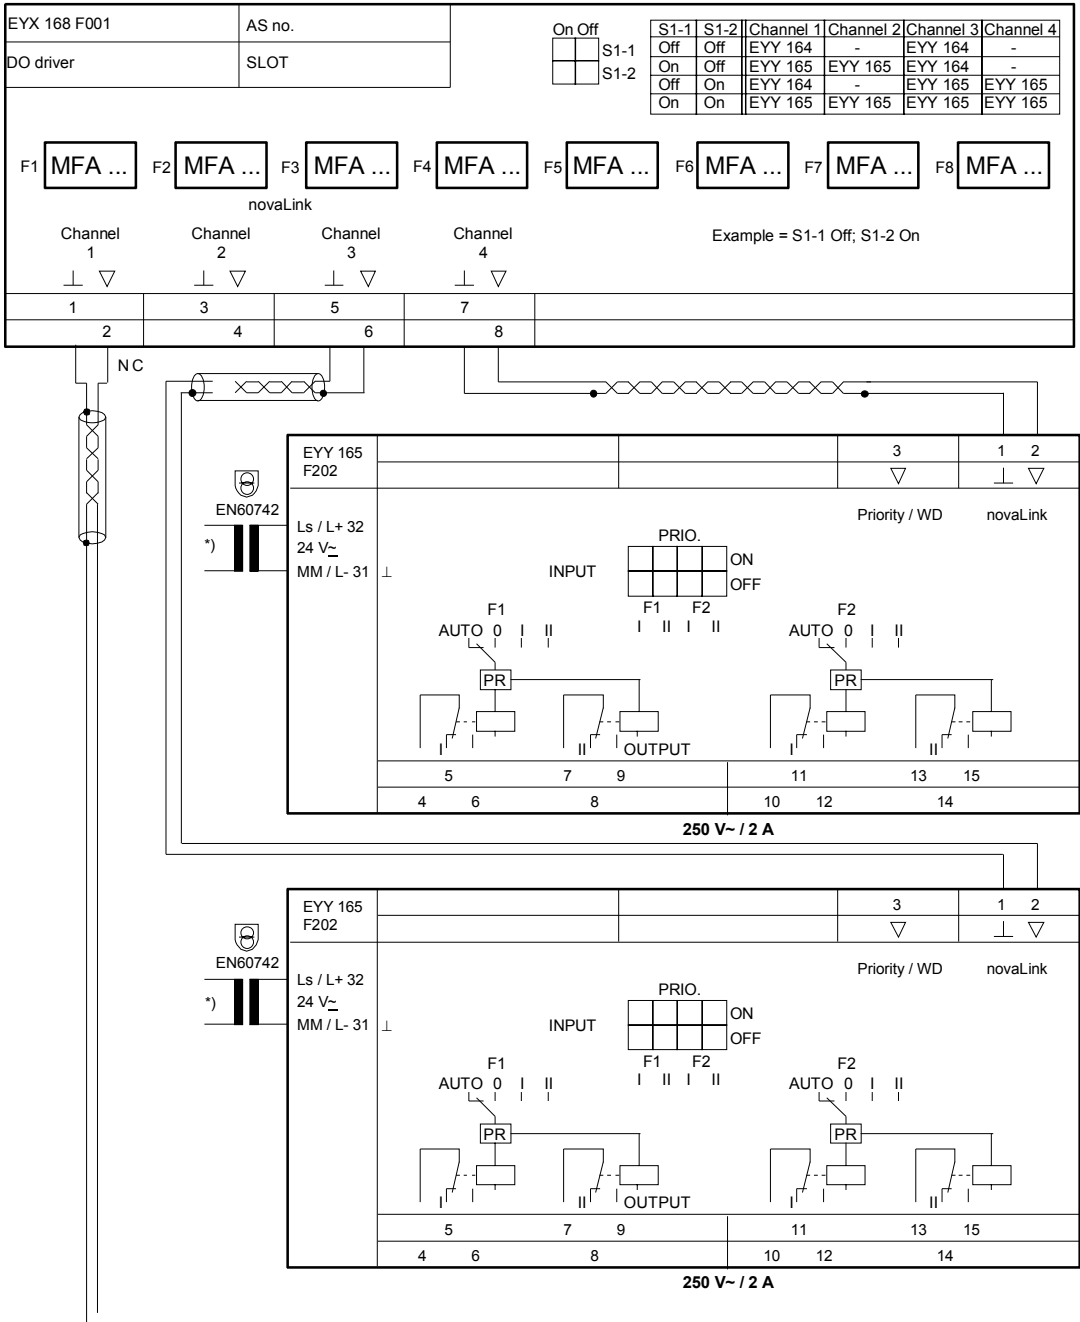 EYX 168 F001
AS no.
DO driver
SLOT
On Off
S1-1
S1-2
S1-1 S1-2 Channel 1 Channel 2 Channel 3 Channel 4
Off Off EYY 164 - EYY 164 -
On Off EYY 165 EYY 165 EYY 164 -
Off On EYY 164 - EYY 165 EYY 165
On On EYY 165 EYY 165 EYY 165 EYY 165
F1 MFA ... F2 MFA ... F3 MFA ... F4 MFA ... F5 MFA ... F6 MFA ... F7 MFA ... F8 MFA ...
novaLink
Channel 1
Channel 2
Channel 3
Channel 4
Example = S1-1 Off; S1-2 On
⊥ ▽ ⊥ ▽ ⊥ ▽ ⊥ ▽
1 3 5 7
2 4 6 8
N C
EYY 165
F202
3 1 2
▽ ⊥ ▽
EN60742
*)
Ls / L+ 32
24 V~
MM / L- 31 ⊥
Priority / WD
novaLink
PRIO.
INPUT
ON
OFF
F1 F2
I II I II
F1
AUTO 0 I II
F2
AUTO 0 I II
PR
PR
I I II I OUTPUT
I I II I
5 7 9 11 13 15
4 6 8 10 12 14
250 V~ / 2 A
EYY 165
F202
3 1 2
▽ ⊥ ▽
EN60742
*)
Ls / L+ 32
24 V~
MM / L- 31 ⊥
Priority / WD
novaLink
PRIO.
INPUT
ON
OFF
F1 F2
I II I II
F1
AUTO 0 I II
F2
AUTO 0 I II
PR
PR
I I II I OUTPUT
I I II I
5 7 9 11 13 15
4 6 8 10 12 14
250 V~ / 2 A